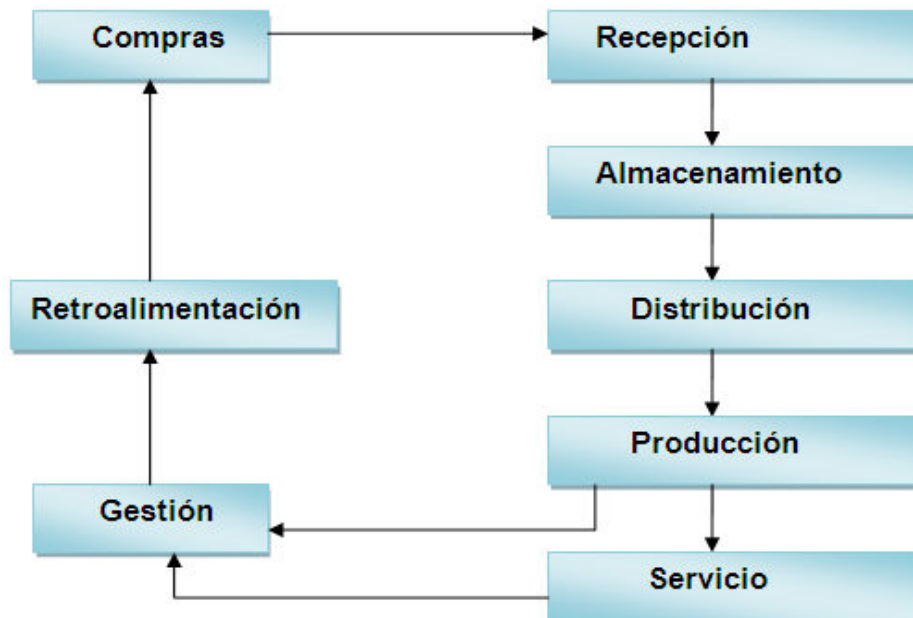 Compras
Recepción
Almacenamiento
Retroalimentación
Distribución
Producción
Gestión
Servicio